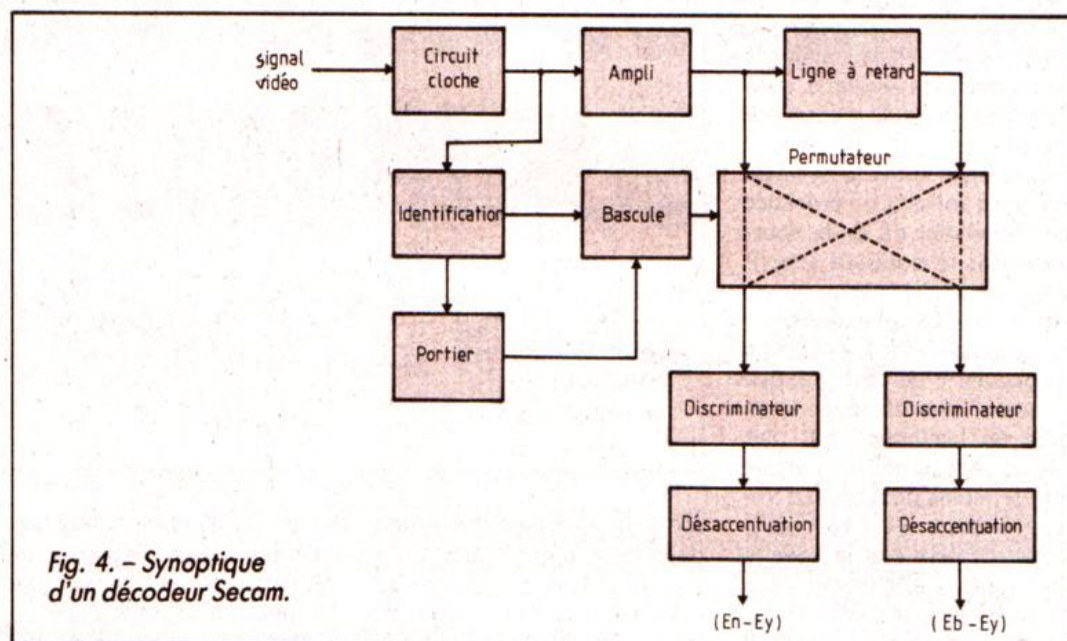 signal
vidéo
Circuit
cloche
Ampli
Ligne à retard
Permutateur
Identification
Bascule
Portier
Discriminateur
Discriminateur
Désaccentuation
Désaccentuation
(En-Ey)
(Eb-Ey)
Fig. 4. – Synoptique
d'un décodeur Secam.